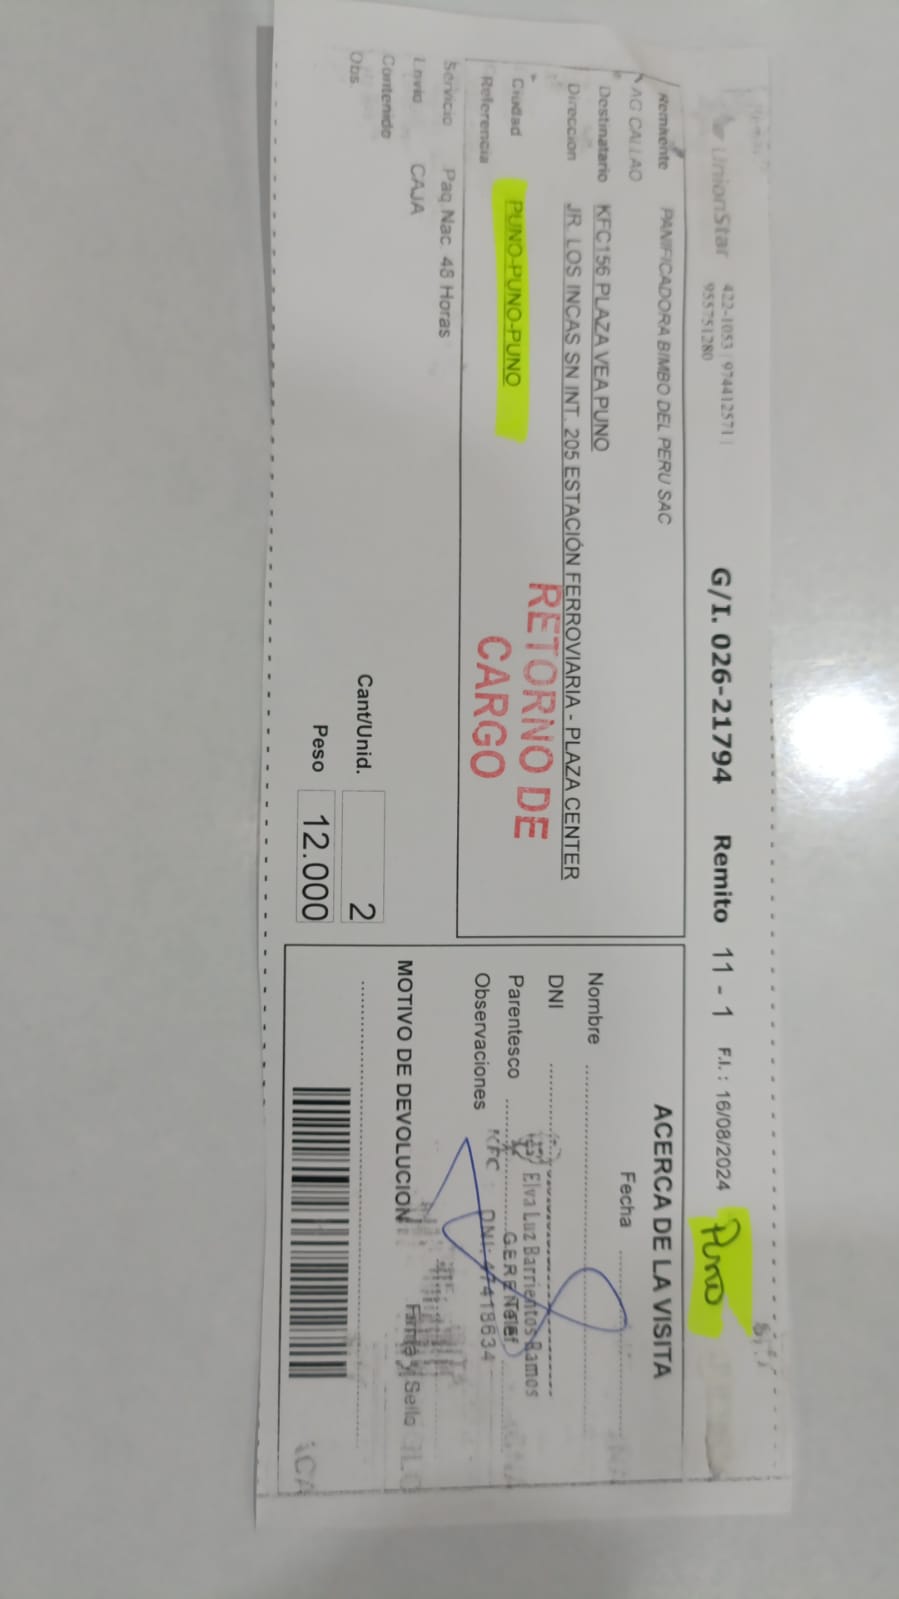 UnionStar
422-1053 | 974412571 |
955751280
G/I. 026-21794 Remito 11 - 1 F.I.: 16/08/2024 Puno
Remitente PANIFICADORA BIMBO DEL PERU SAC
AG CALLAO
Destinatario KFC156 PLAZA VEA PUNO
Direccion JR. LOS INCAS SN INT. 205 ESTACIÓN FERROVIARIA - PLAZA CENTER
Ciudad PUNO-PUNO-PUNO
Referencia
RETORNO DE
CARGO
Servicio Paq Nac. 48 Horas
Envio CAJA
Contenido
Obs.
Cant/Unid. 2
Peso 12.000
ACERCA DE LA VISITA
Fecha
Nombre
DNI
Elva Luz Barrientos Ramos
Parentesco
GERENTE
Telef
Observaciones
KFC DNI: 47418634
MOTIVO DE DEVOLUCION
Firma y Sello